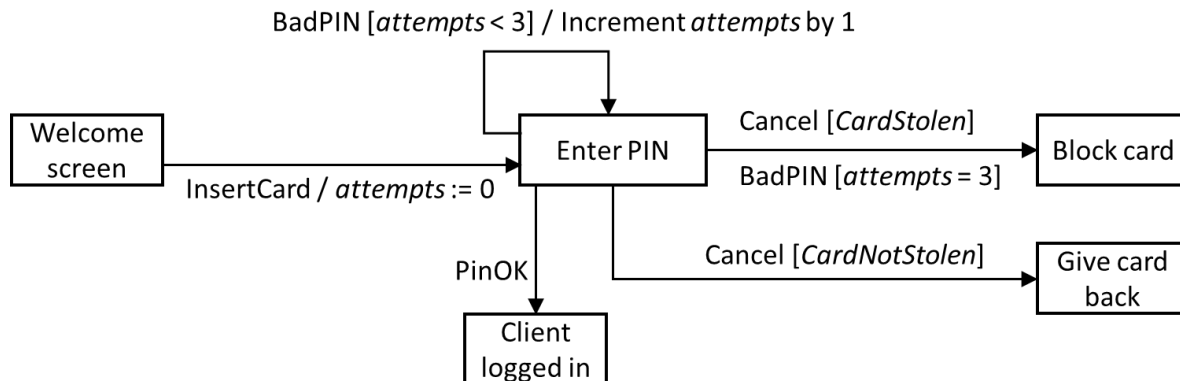 BadPIN [attempts < 3] / Increment attempts by 1
Welcome
screen
InsertCard / attempts := 0
Enter PIN
Cancel [CardStolen]
BadPIN [attempts = 3]
Block card
Cancel [CardNotStolen]
Give card
back
PinOK
Client
logged in